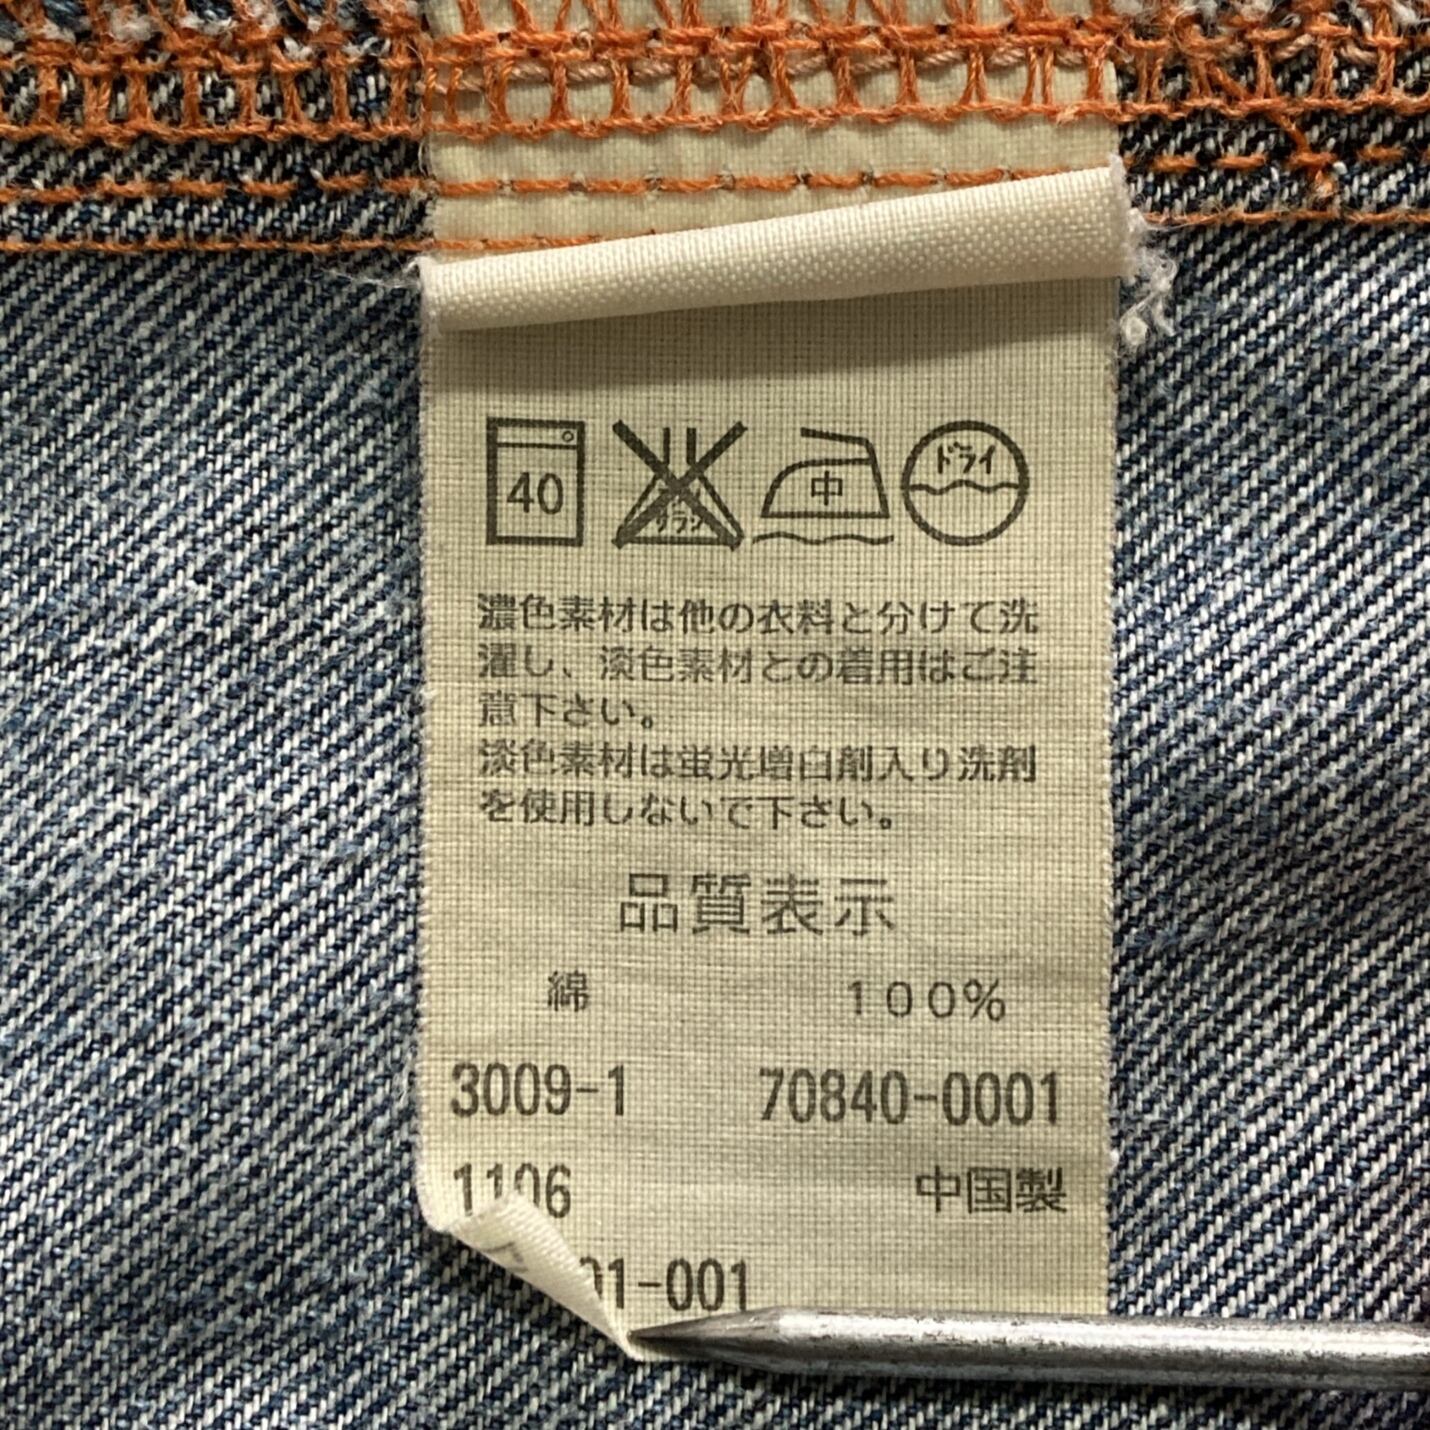 40
中
ドライ
濃色素材は他の衣料と分けて洗
濯し、淡色素材との着用はご注
意下さい。
淡色素材は蛍光増白剤入り洗剤
を使用しないで下さい。
品質表示
綿 100%
3009-1 70840-0001
1106 中国製
01-001